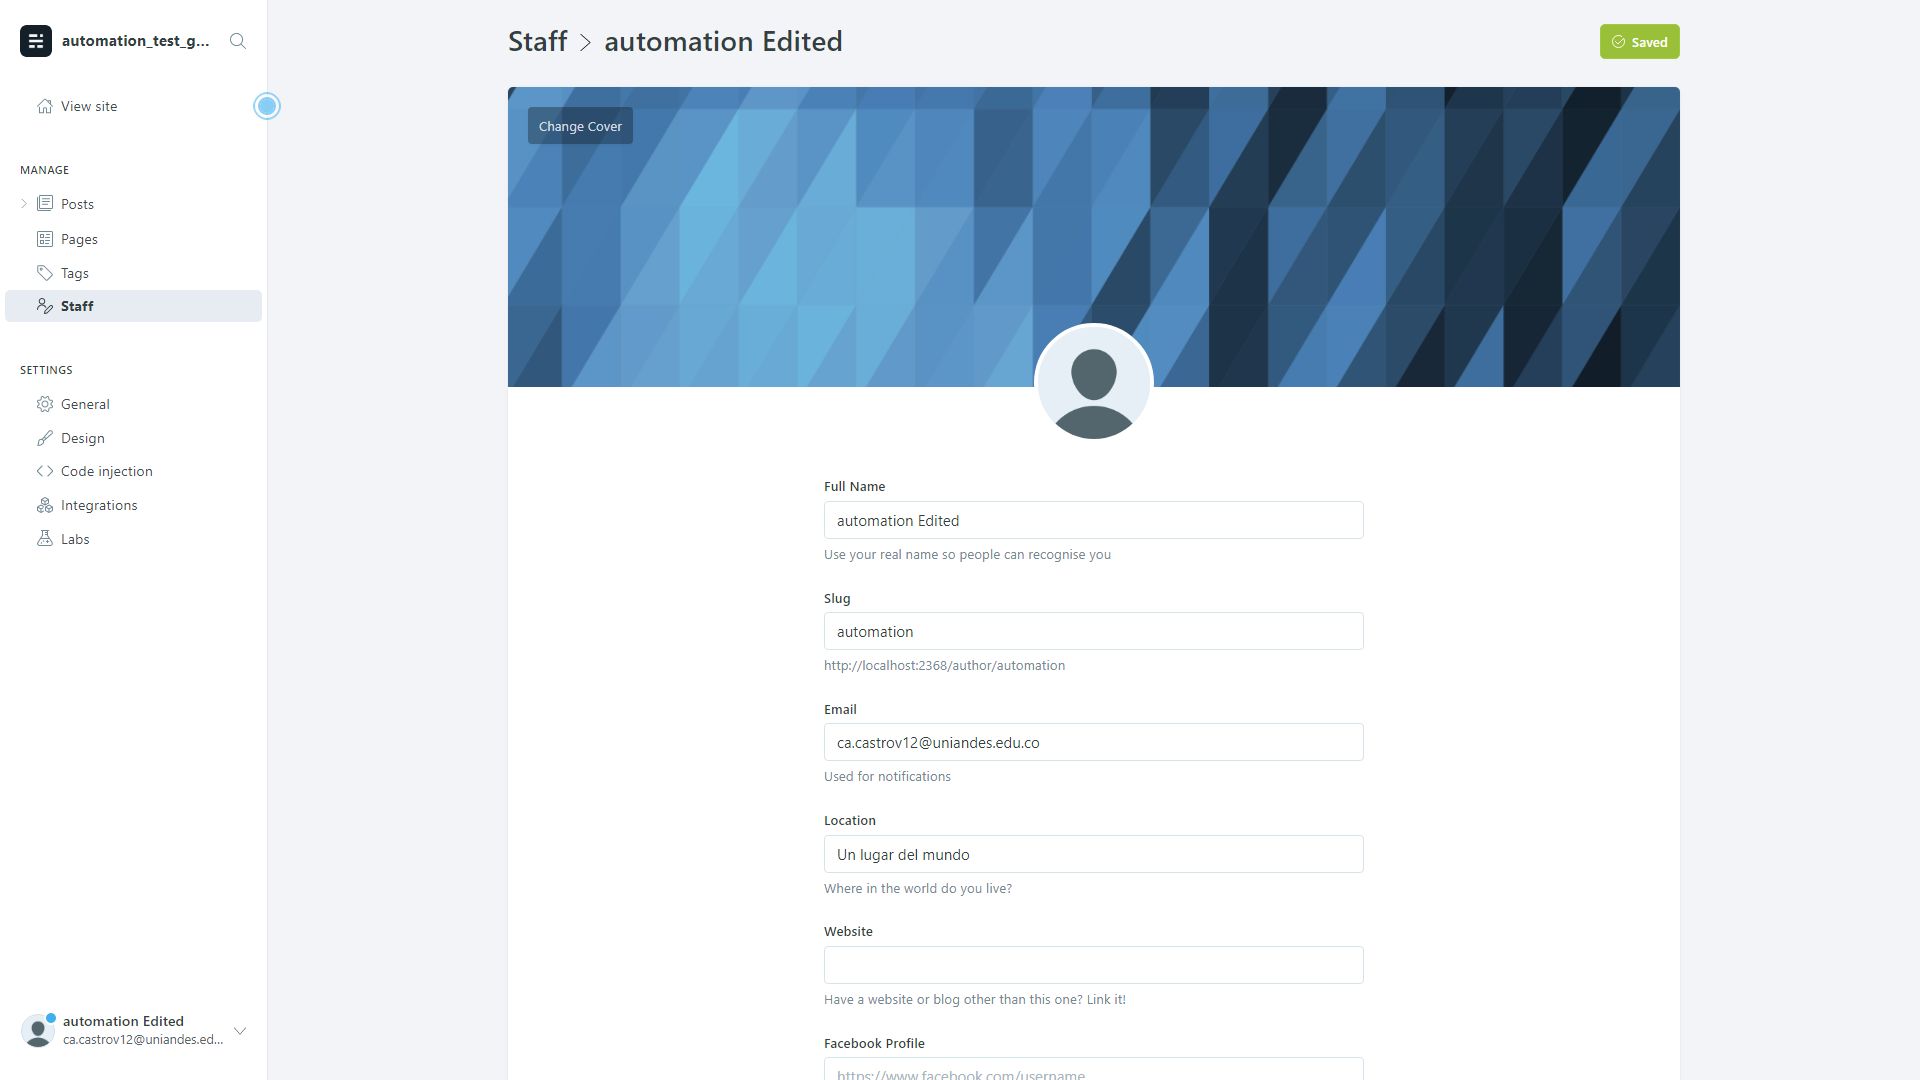 automation_test_g...
View site
MANAGE
Posts
Pages
Tags
Staff
SETTINGS
General
Design
Code injection
Integrations
Labs
automation Edited
ca.castrov12@uniandes.ed...
Staff > automation Edited
Saved
Change Cover
Full Name
automation Edited
Use your real name so people can recognise you
Slug
automation
http://localhost:2368/author/automation
Email
ca.castrov12@uniandes.edu.co
Used for notifications
Location
Un lugar del mundo
Where in the world do you live?
Website
Have a website or blog other than this one? Link it!
Facebook Profile
https://www.facebook.com/username